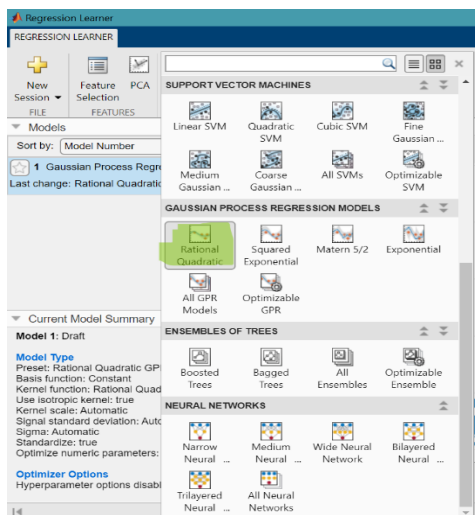 Regression Learner
REGRESSION LEARNER
New Session
Feature Selection
PCA
FILE
FEATURES
Models
Sort by: Model Number
1 Gaussian Process Regre
Last change: Rational Quadratic
Current Model Summary
Model 1: Draft
Model Type
Preset: Rational Quadratic GP
Basis function: Constant
Kernel function: Rational Quad
Use isotropic kernel: true
Kernel scale: Automatic
Signal standard deviation: Auto
Sigma: Automatic
Standardize: true
Optimize numeric parameters:
Optimizer Options
Hyperparameter options disabl
SUPPORT VECTOR MACHINES
Linear SVM
Quadratic SVM
Cubic SVM
Fine Gaussian ...
Medium Gaussian ...
Coarse Gaussian ...
All SVMs
Optimizable SVM
GAUSSIAN PROCESS REGRESSION MODELS
Rational Quadratic
Squared Exponential
Matern 5/2
Exponential
All GPR Models
Optimizable GPR
ENSEMBLES OF TREES
Boosted Trees
Bagged Trees
All Ensembles
Optimizable Ensemble
NEURAL NETWORKS
Narrow Neural ...
Medium Neural ...
Wide Neural Network
Bilayered Neural ...
Trilayered Neural ...
All Neural Networks